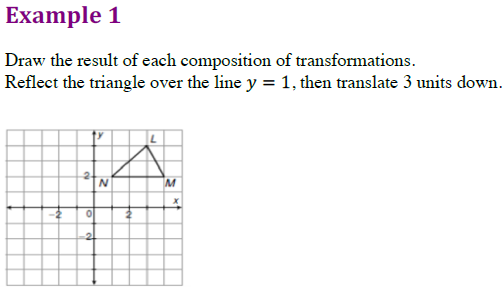 Example 1
Draw the result of each composition of transformations.
Reflect the triangle over the line y = 1, then translate 3 units down.
y L
2 N M
x
-2 0 2
-2